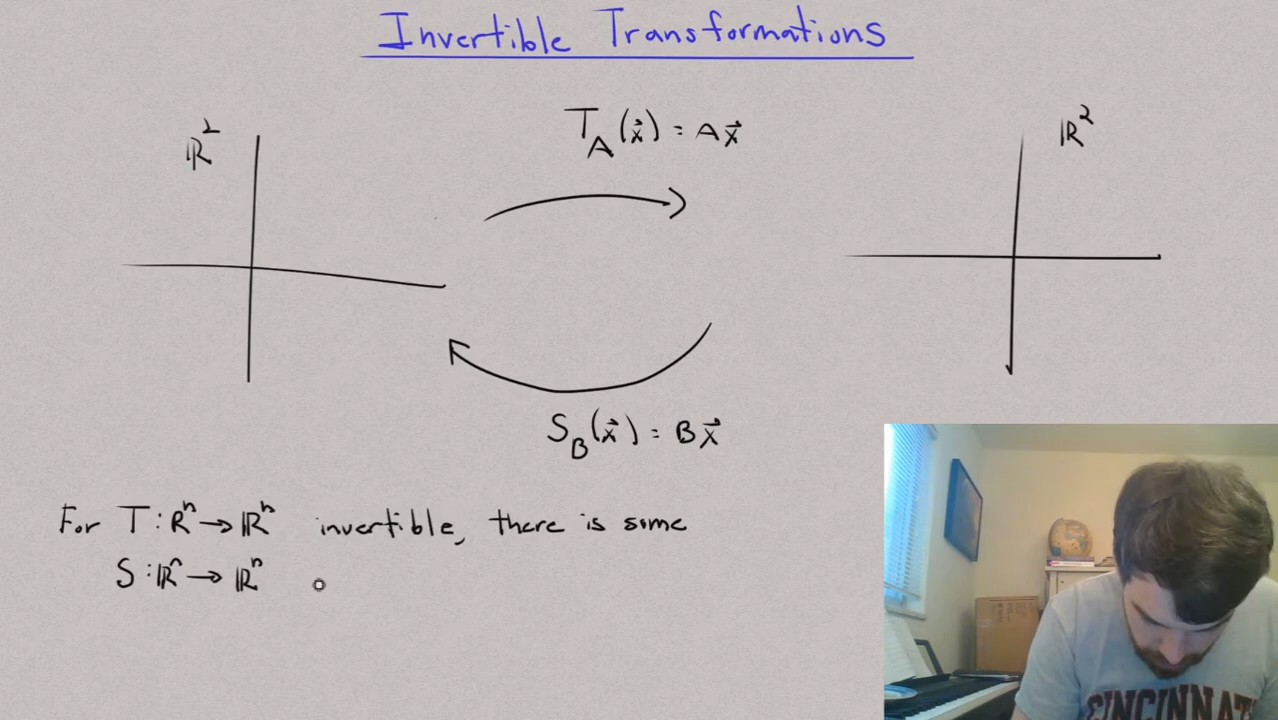 Invertible Transformations
ℝ²
T_A(x⃗) = Ax⃗
ℝ²
S_B(x⃗) = Bx⃗
For T: ℝⁿ → ℝⁿ invertible, there is some
S: ℝⁿ → ℝⁿ